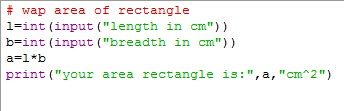 # wap area of rectangle
l=int(input("length in cm"))
b=int(input("breadth in cm"))
a=l*b
print("your area rectangle is:",a,"cm^2")